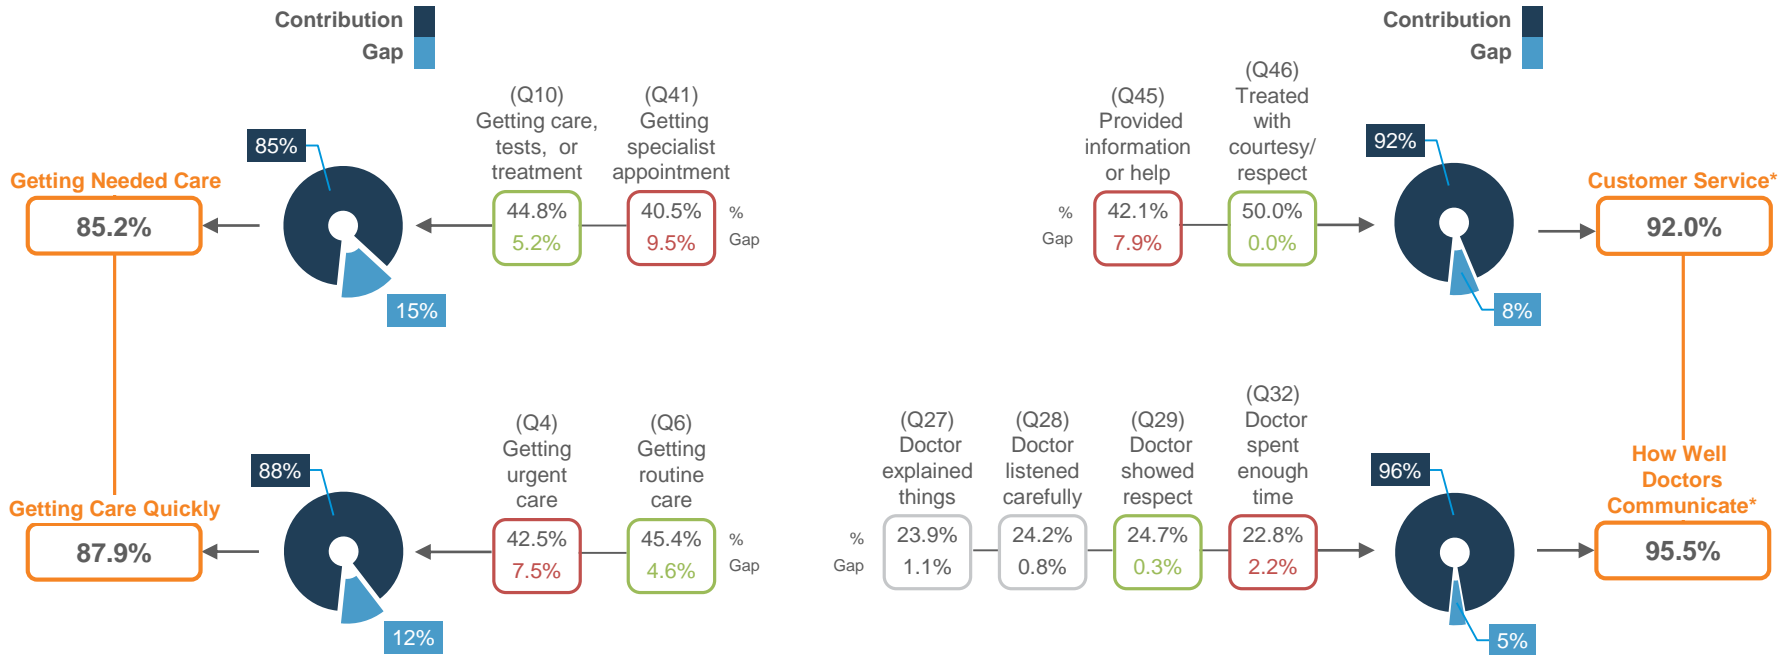 Contribution
Gap
(Q10)
Getting care,
tests, or
treatment
(Q41)
Getting
specialist
appointment
85%
Getting Needed Care
85.2%
44.8%
5.2%
40.5%
9.5%
%
Gap
15%
(Q4)
Getting
urgent
care
(Q6)
Getting
routine
care
88%
Getting Care Quickly
87.9%
42.5%
7.5%
45.4%
4.6%
%
Gap
12%
Contribution
Gap
(Q45)
Provided
information
or help
(Q46)
Treated
with
courtesy/
respect
92%
Customer Service*
92.0%
%
Gap
42.1%
7.9%
50.0%
0.0%
8%
(Q27)
Doctor
explained
things
(Q28)
Doctor
listened
carefully
(Q29)
Doctor
showed
respect
(Q32)
Doctor
spent
enough
time
96%
How Well
Doctors
Communicate*
95.5%
%
Gap
23.9%
1.1%
24.2%
0.8%
24.7%
0.3%
22.8%
2.2%
5%